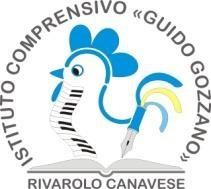 ISTITUTO COMPRENSIVO «GUIDO GOZZANO»
RIVAROLO CANAVESE